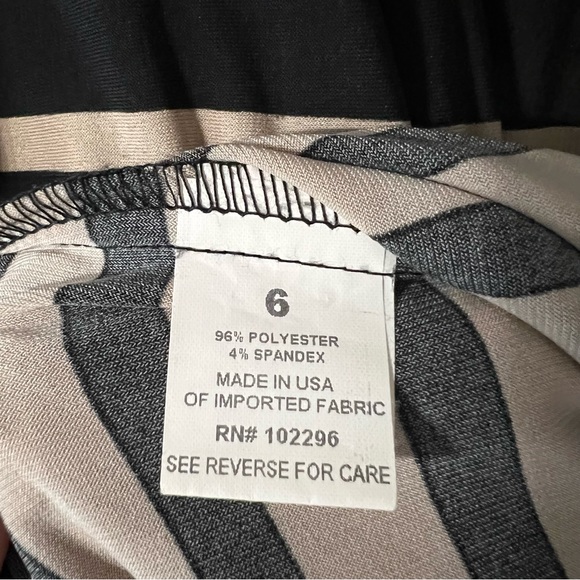 6
96% POLYESTER
4% SPANDEX
MADE IN USA
OF IMPORTED FABRIC
RN# 102296
SEE REVERSE FOR CARE